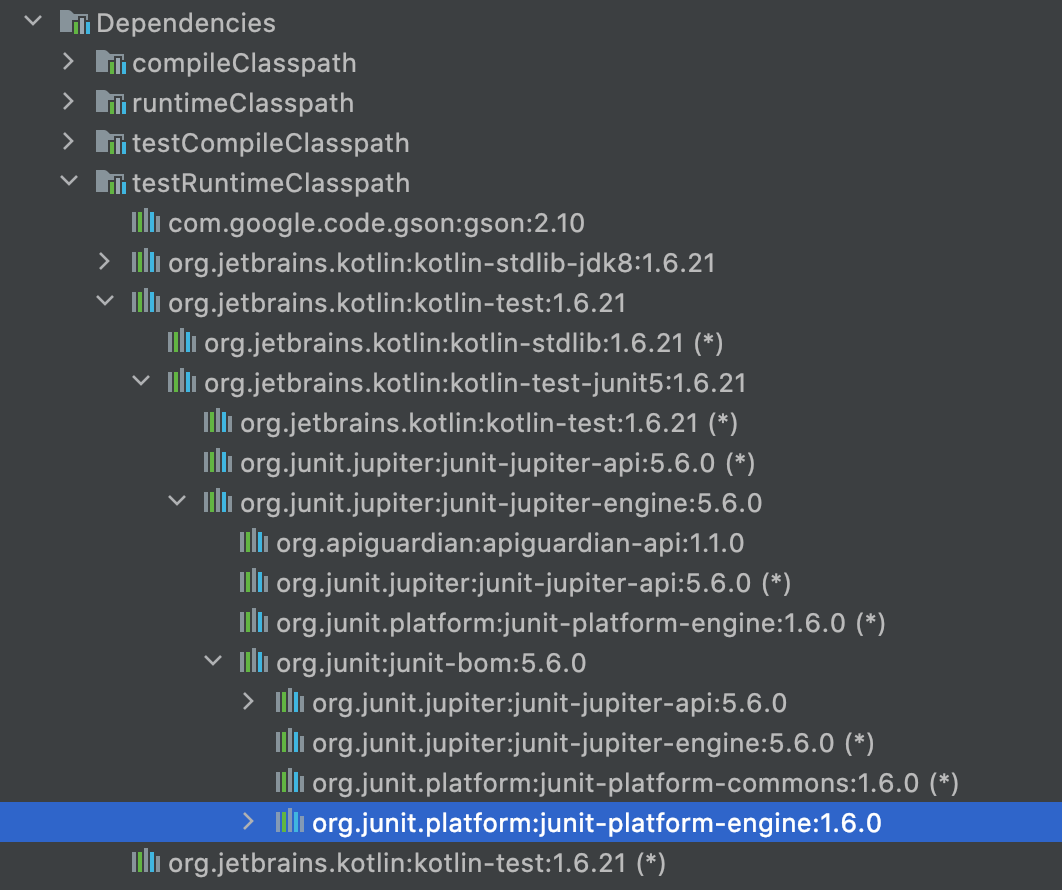 Dependencies
compileClasspath
runtimeClasspath
testCompileClasspath
testRuntimeClasspath
com.google.code.gson:gson:2.10
org.jetbrains.kotlin:kotlin-stdlib-jdk8:1.6.21
org.jetbrains.kotlin:kotlin-test:1.6.21
org.jetbrains.kotlin:kotlin-stdlib:1.6.21 (*)
org.jetbrains.kotlin:kotlin-test-junit5:1.6.21
org.jetbrains.kotlin:kotlin-test:1.6.21 (*)
org.junit.jupiter:junit-jupiter-api:5.6.0 (*)
org.junit.jupiter:junit-jupiter-engine:5.6.0
org.apiguardian:apiguardian-api:1.1.0
org.junit.jupiter:junit-jupiter-api:5.6.0 (*)
org.junit.platform:junit-platform-engine:1.6.0 (*)
org.junit:junit-bom:5.6.0
org.junit.jupiter:junit-jupiter-api:5.6.0
org.junit.jupiter:junit-jupiter-engine:5.6.0 (*)
org.junit.platform:junit-platform-commons:1.6.0 (*)
org.junit.platform:junit-platform-engine:1.6.0
org.jetbrains.kotlin:kotlin-test:1.6.21 (*)